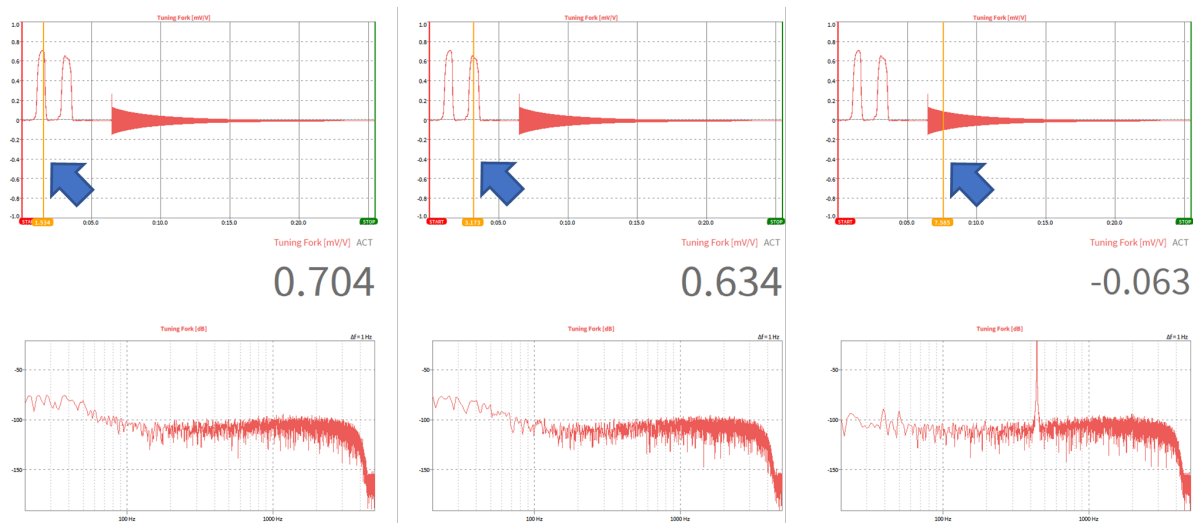 Tuning Fork [mV/V]
1.0
0.8
0.6
0.4
0.2
0
-0.2
-0.4
-0.6
-0.8
-1.0
0:05.0
0:10.0
0:15.0
0:20.0
STOP
Tuning Fork [mV/V] ACT
0.704
Tuning Fork [dB]
Δf = 1 Hz
-50
-100
-150
100 Hz
1000 Hz
Tuning Fork [mV/V]
1.0
0.8
0.6
0.4
0.2
0
-0.2
-0.4
-0.6
-0.8
-1.0
START
0:05.0
0:10.0
0:15.0
0:20.0
STOP
Tuning Fork [mV/V] ACT
0.634
Tuning Fork [dB]
Δf = 1 Hz
-50
-100
-150
100 Hz
1000 Hz
Tuning Fork [mV/V]
1.0
0.8
0.6
0.4
0.2
0
-0.2
-0.4
-0.6
-0.8
-1.0
START
0:05.0
0:10.0
0:15.0
0:20.0
STOP
Tuning Fork [mV/V] ACT
-0.063
Tuning Fork [dB]
Δf = 1 Hz
-50
-100
-150
100 Hz
1000 Hz